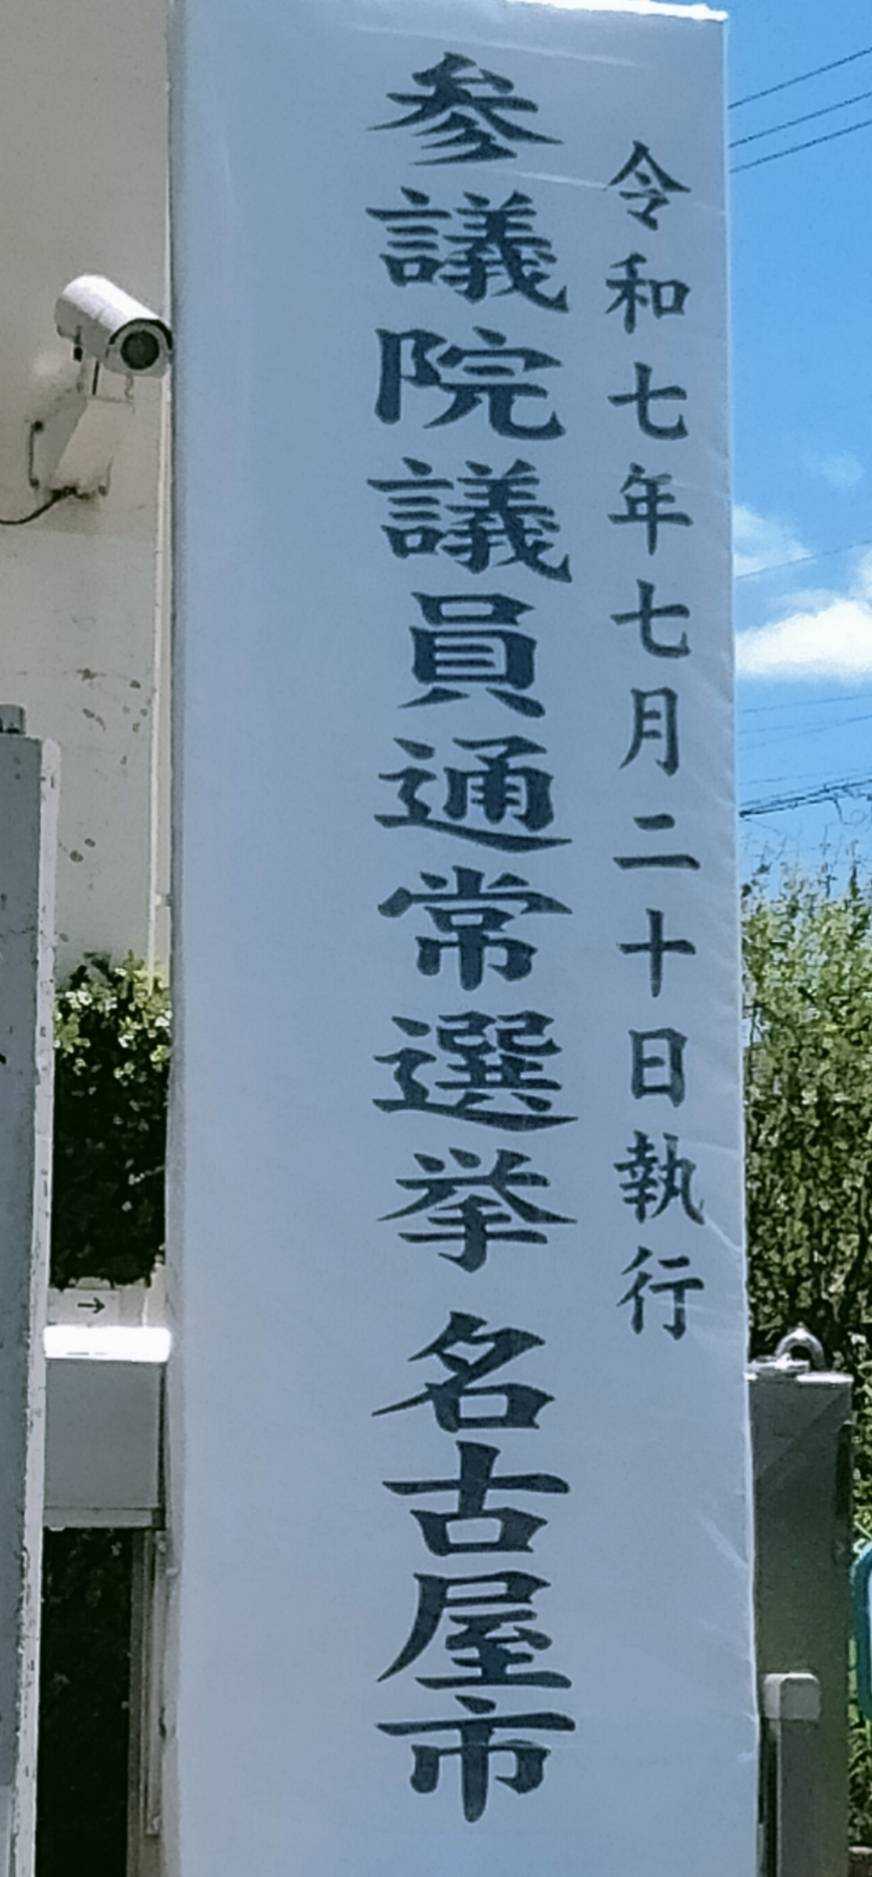 令和七年七月二十日執行
参議院議員通常選挙 名古屋市
→